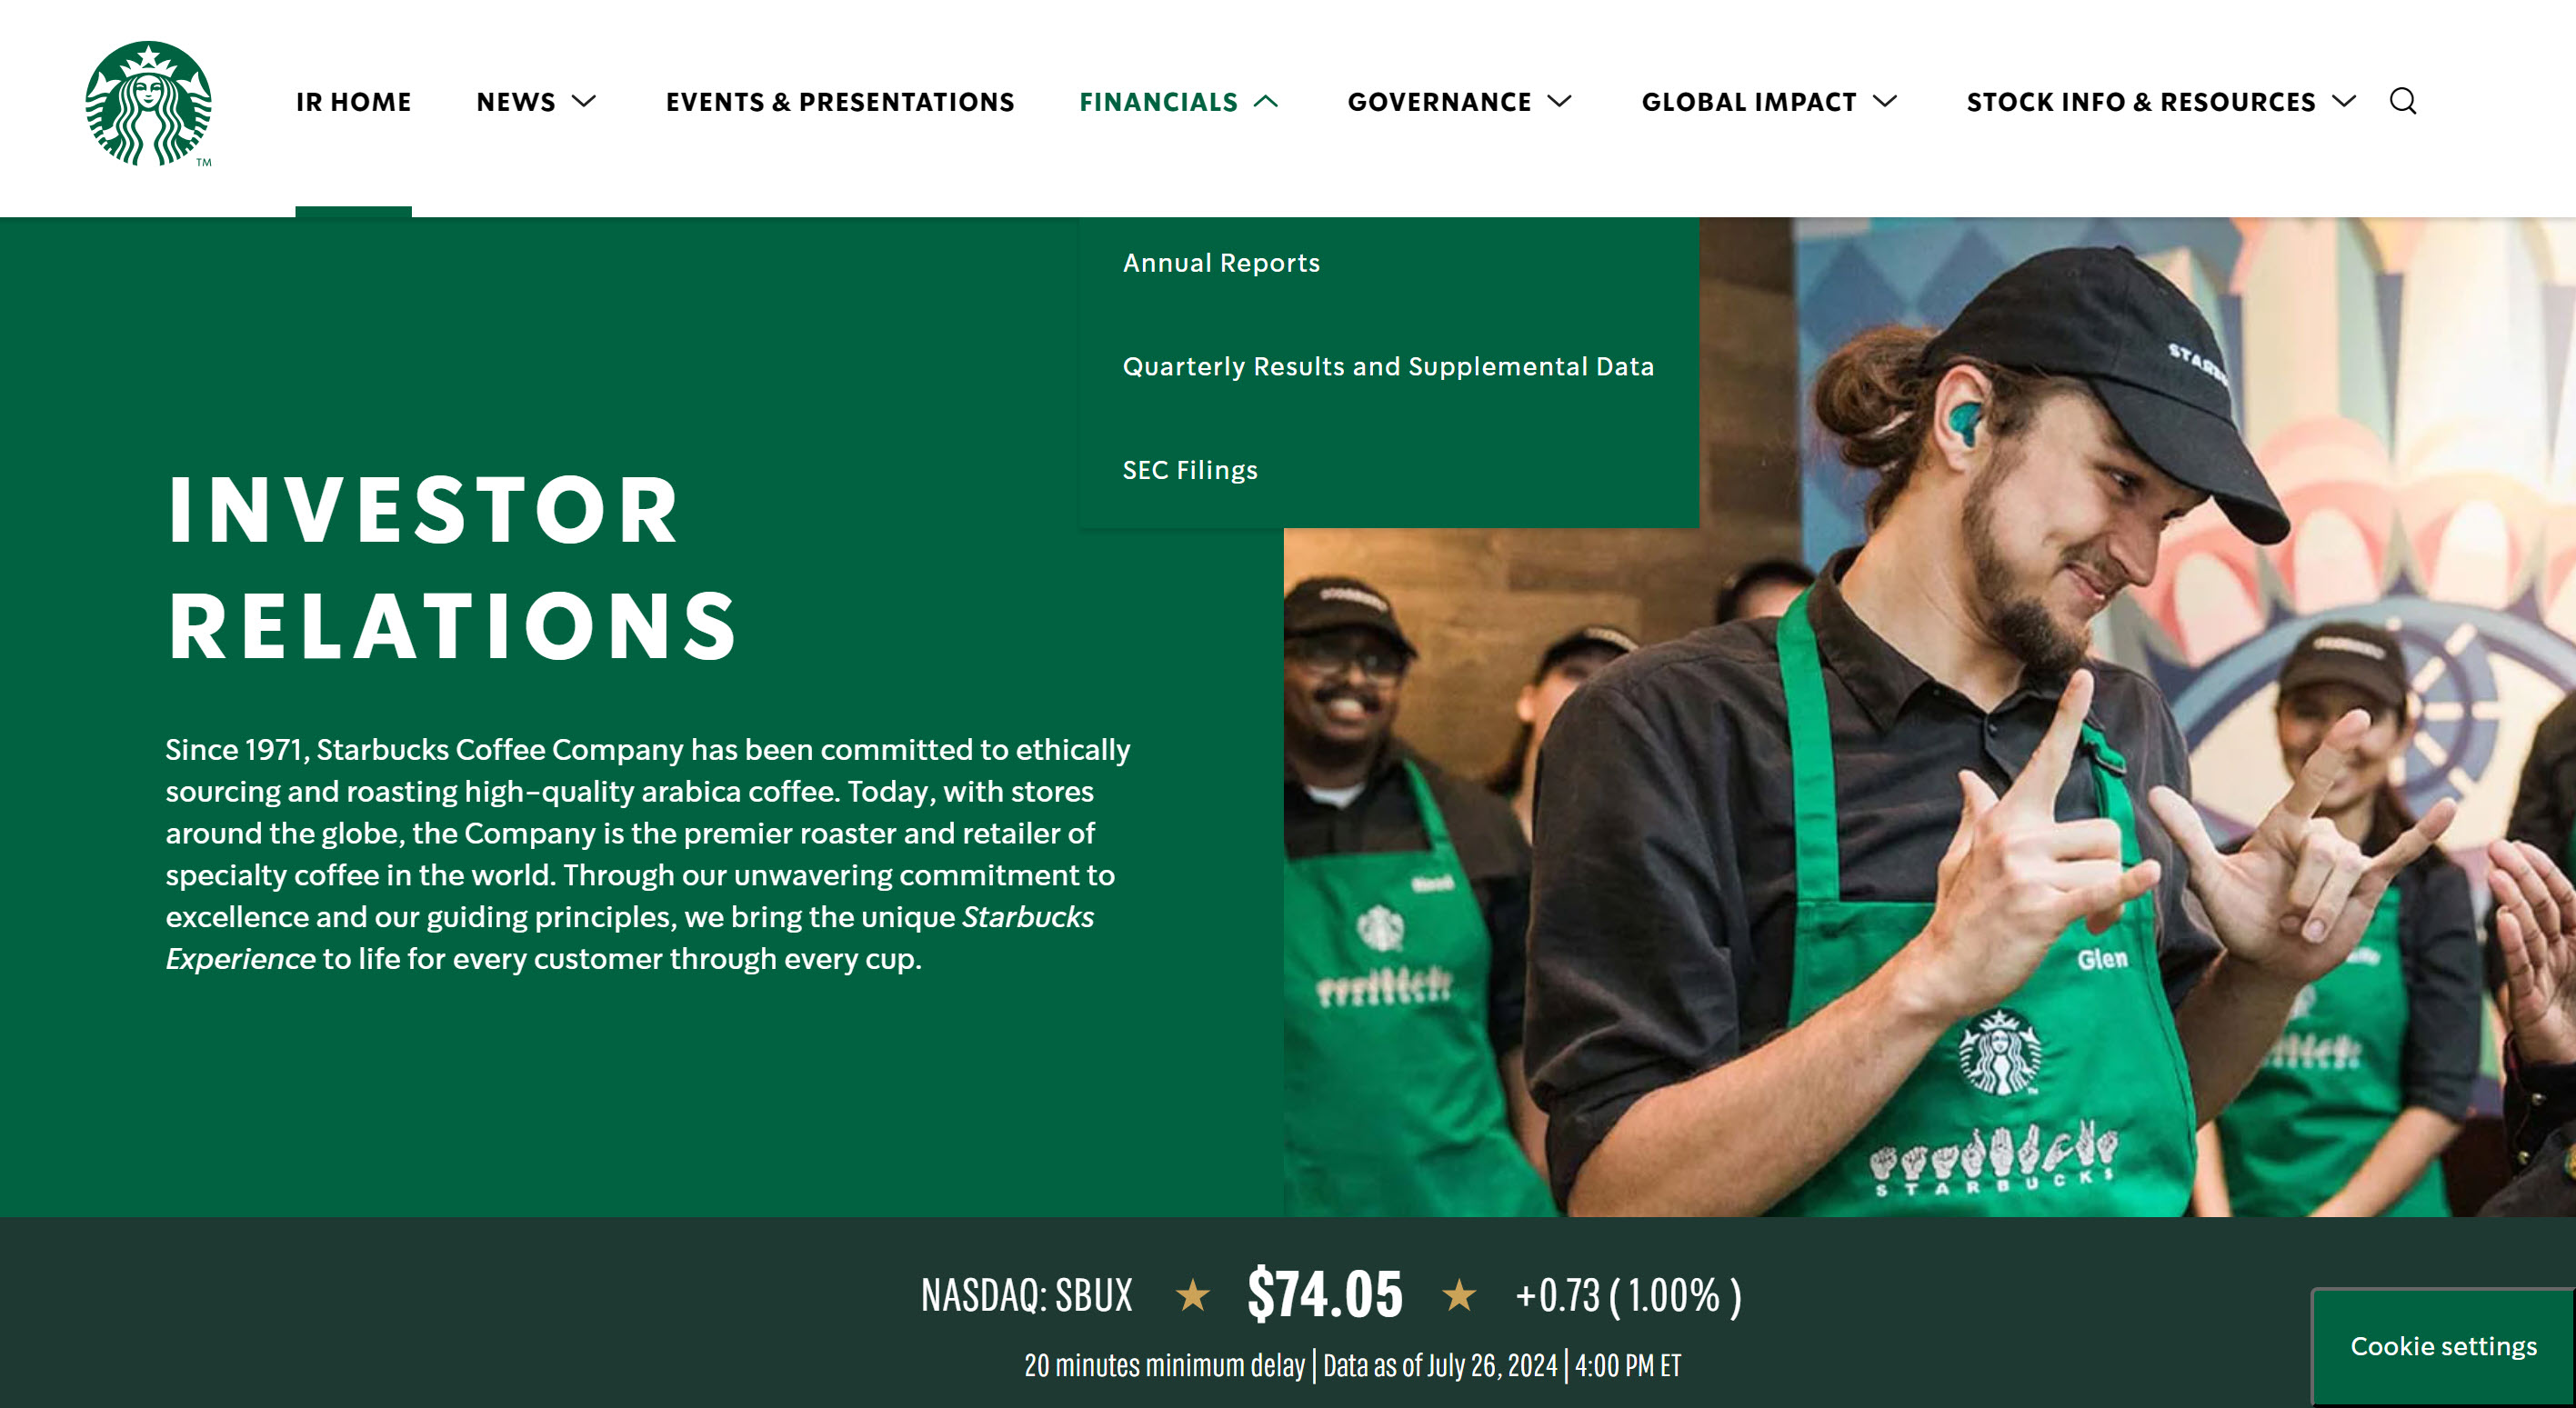 TM
IR HOME
NEWS
EVENTS & PRESENTATIONS
FINANCIALS
GOVERNANCE
GLOBAL IMPACT
STOCK INFO & RESOURCES
Annual Reports
Quarterly Results and Supplemental Data
SEC Filings
INVESTOR
RELATIONS
Since 1971, Starbucks Coffee Company has been committed to ethically
sourcing and roasting high-quality arabica coffee. Today, with stores
around the globe, the Company is the premier roaster and retailer of
specialty coffee in the world. Through our unwavering commitment to
excellence and our guiding principles, we bring the unique Starbucks
Experience to life for every customer through every cup.
Glen
STARBUCKS
NASDAQ: SBUX ★ $74.05 ★ +0.73 ( 1.00% )
20 minutes minimum delay | Data as of July 26, 2024 | 4:00 PM ET
Cookie settings